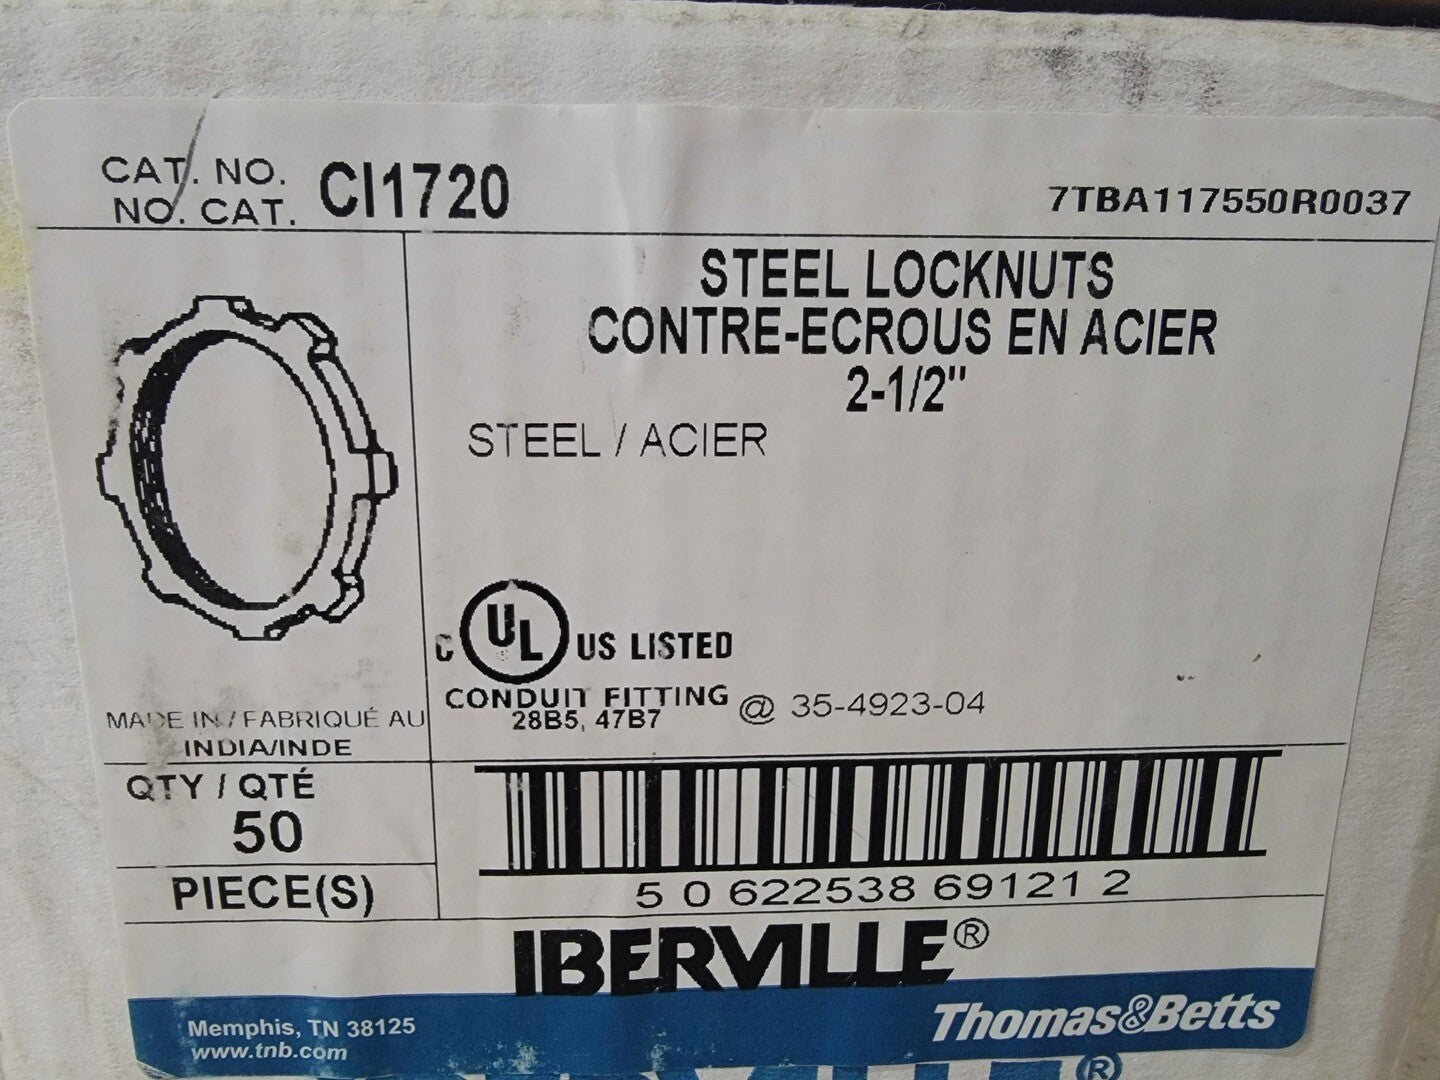 CAT. NO.
NO. CAT. CI1720
7TBA117550R0037
STEEL LOCKNUTS
CONTRE-ECROUS EN ACIER
2-1/2"
STEEL / ACIER
C UL US LISTED
CONDUIT FITTING
28B5, 47B7
@ 35-4923-04
MADE IN / FABRIQUÉ AU
INDIA/INDE
QTY / QTÉ
50
PIECE(S)
5 0 622538 69121 2
IBERVILLE®
Memphis, TN 38125
www.tnb.com
Thomas&Betts
®